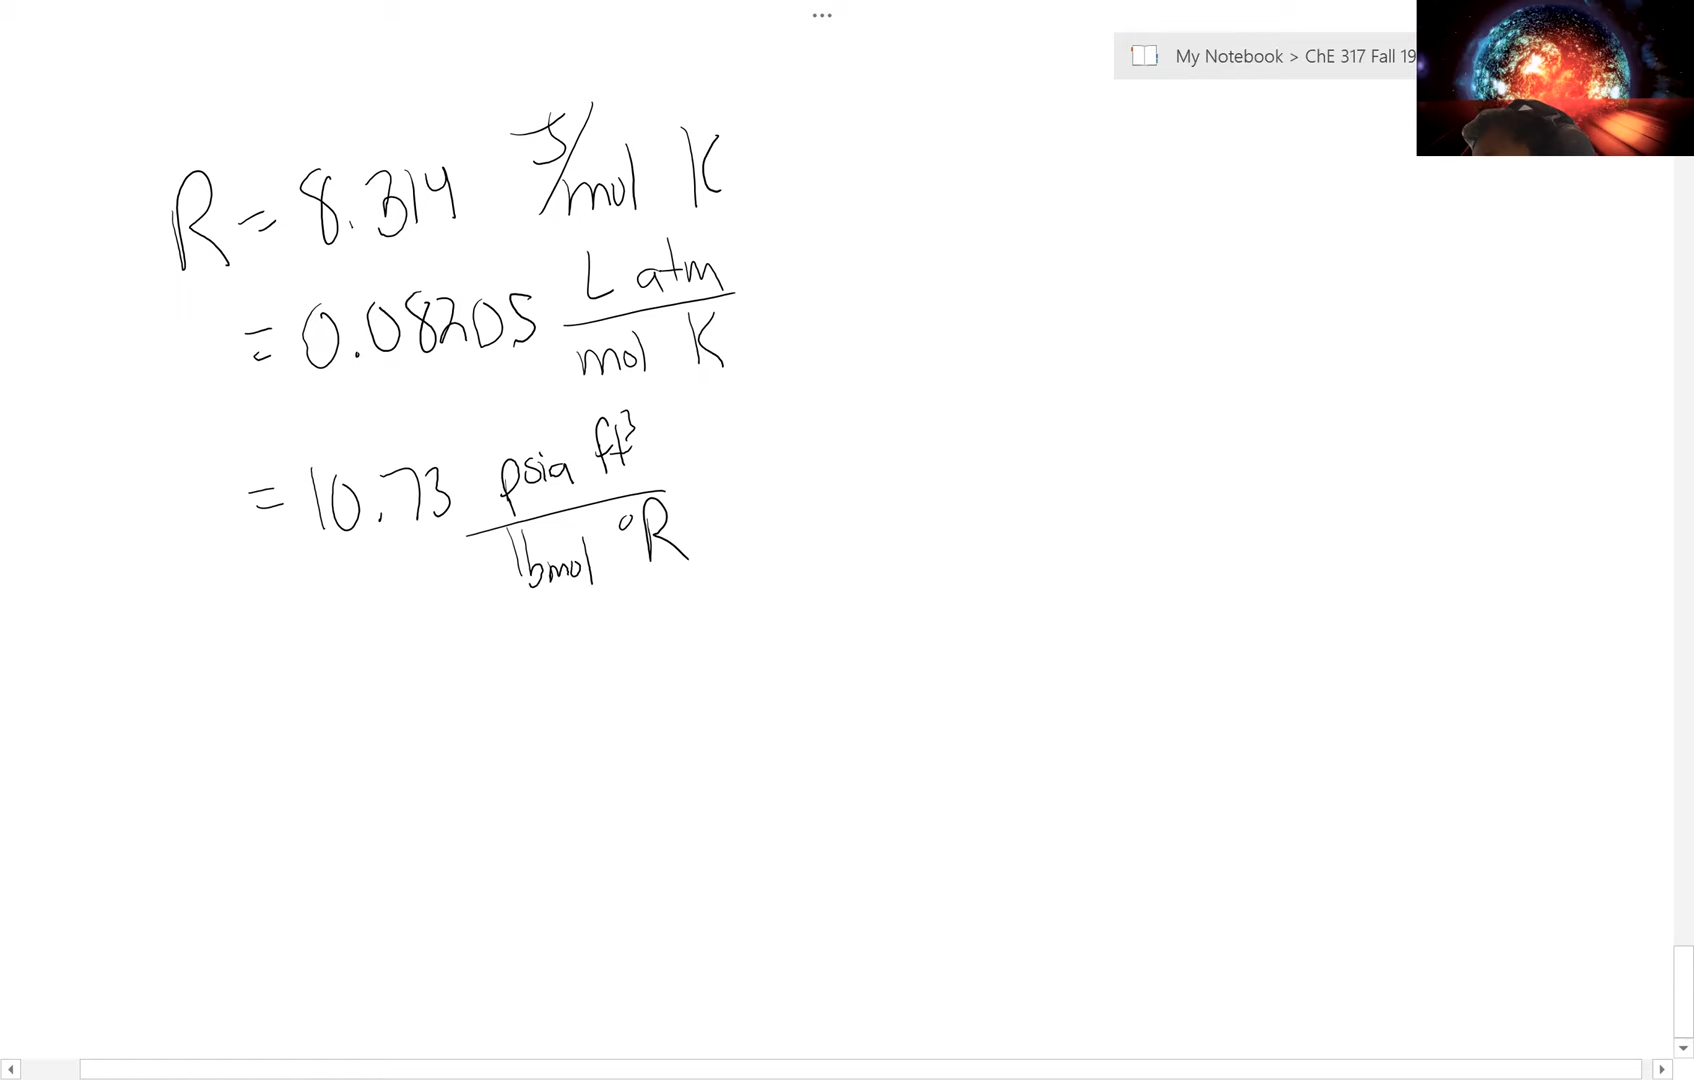 My Notebook > ChE 317 Fall 19
R = 8.314 J/mol K
= 0.08205 L atm
mol K
= 10.73 psia ft³
lbmol °R